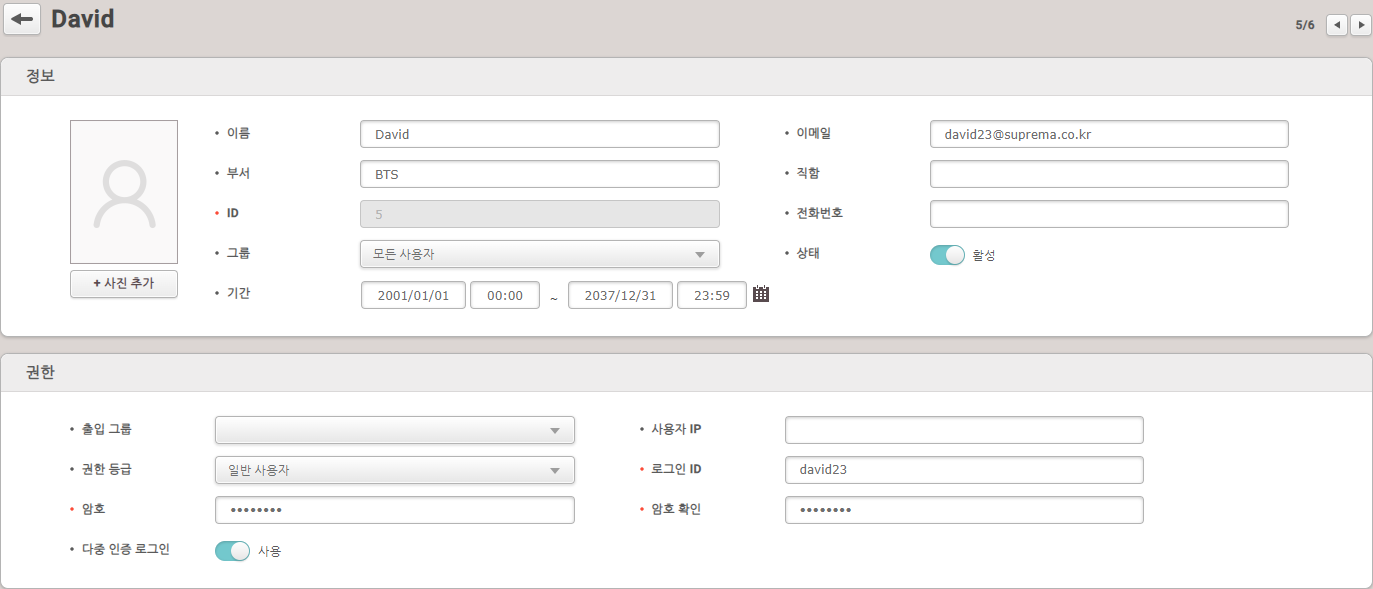 David
5/6
정보
이름 David 이메일 david23@suprema.co.kr
부서 BTS 직함
ID 5 전화번호
그룹 모든 사용자 상태 활성
+ 사진 추가
기간 2001/01/01 00:00 ~ 2037/12/31 23:59
권한
출입 그룹 사용자 IP
권한 등급 일반 사용자 로그인 ID david23
암호 •••••••• 암호 확인 ••••••••
다중 인증 로그인 사용